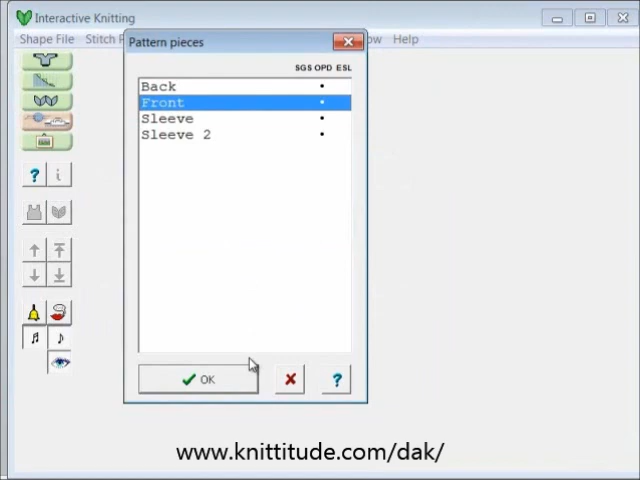 Interactive Knitting
Shape File
Stitch P
ow
Help
Pattern pieces
SGS OPD ESL
Back
Front
Sleeve
Sleeve 2
OK
www.knittitude.com/dak/